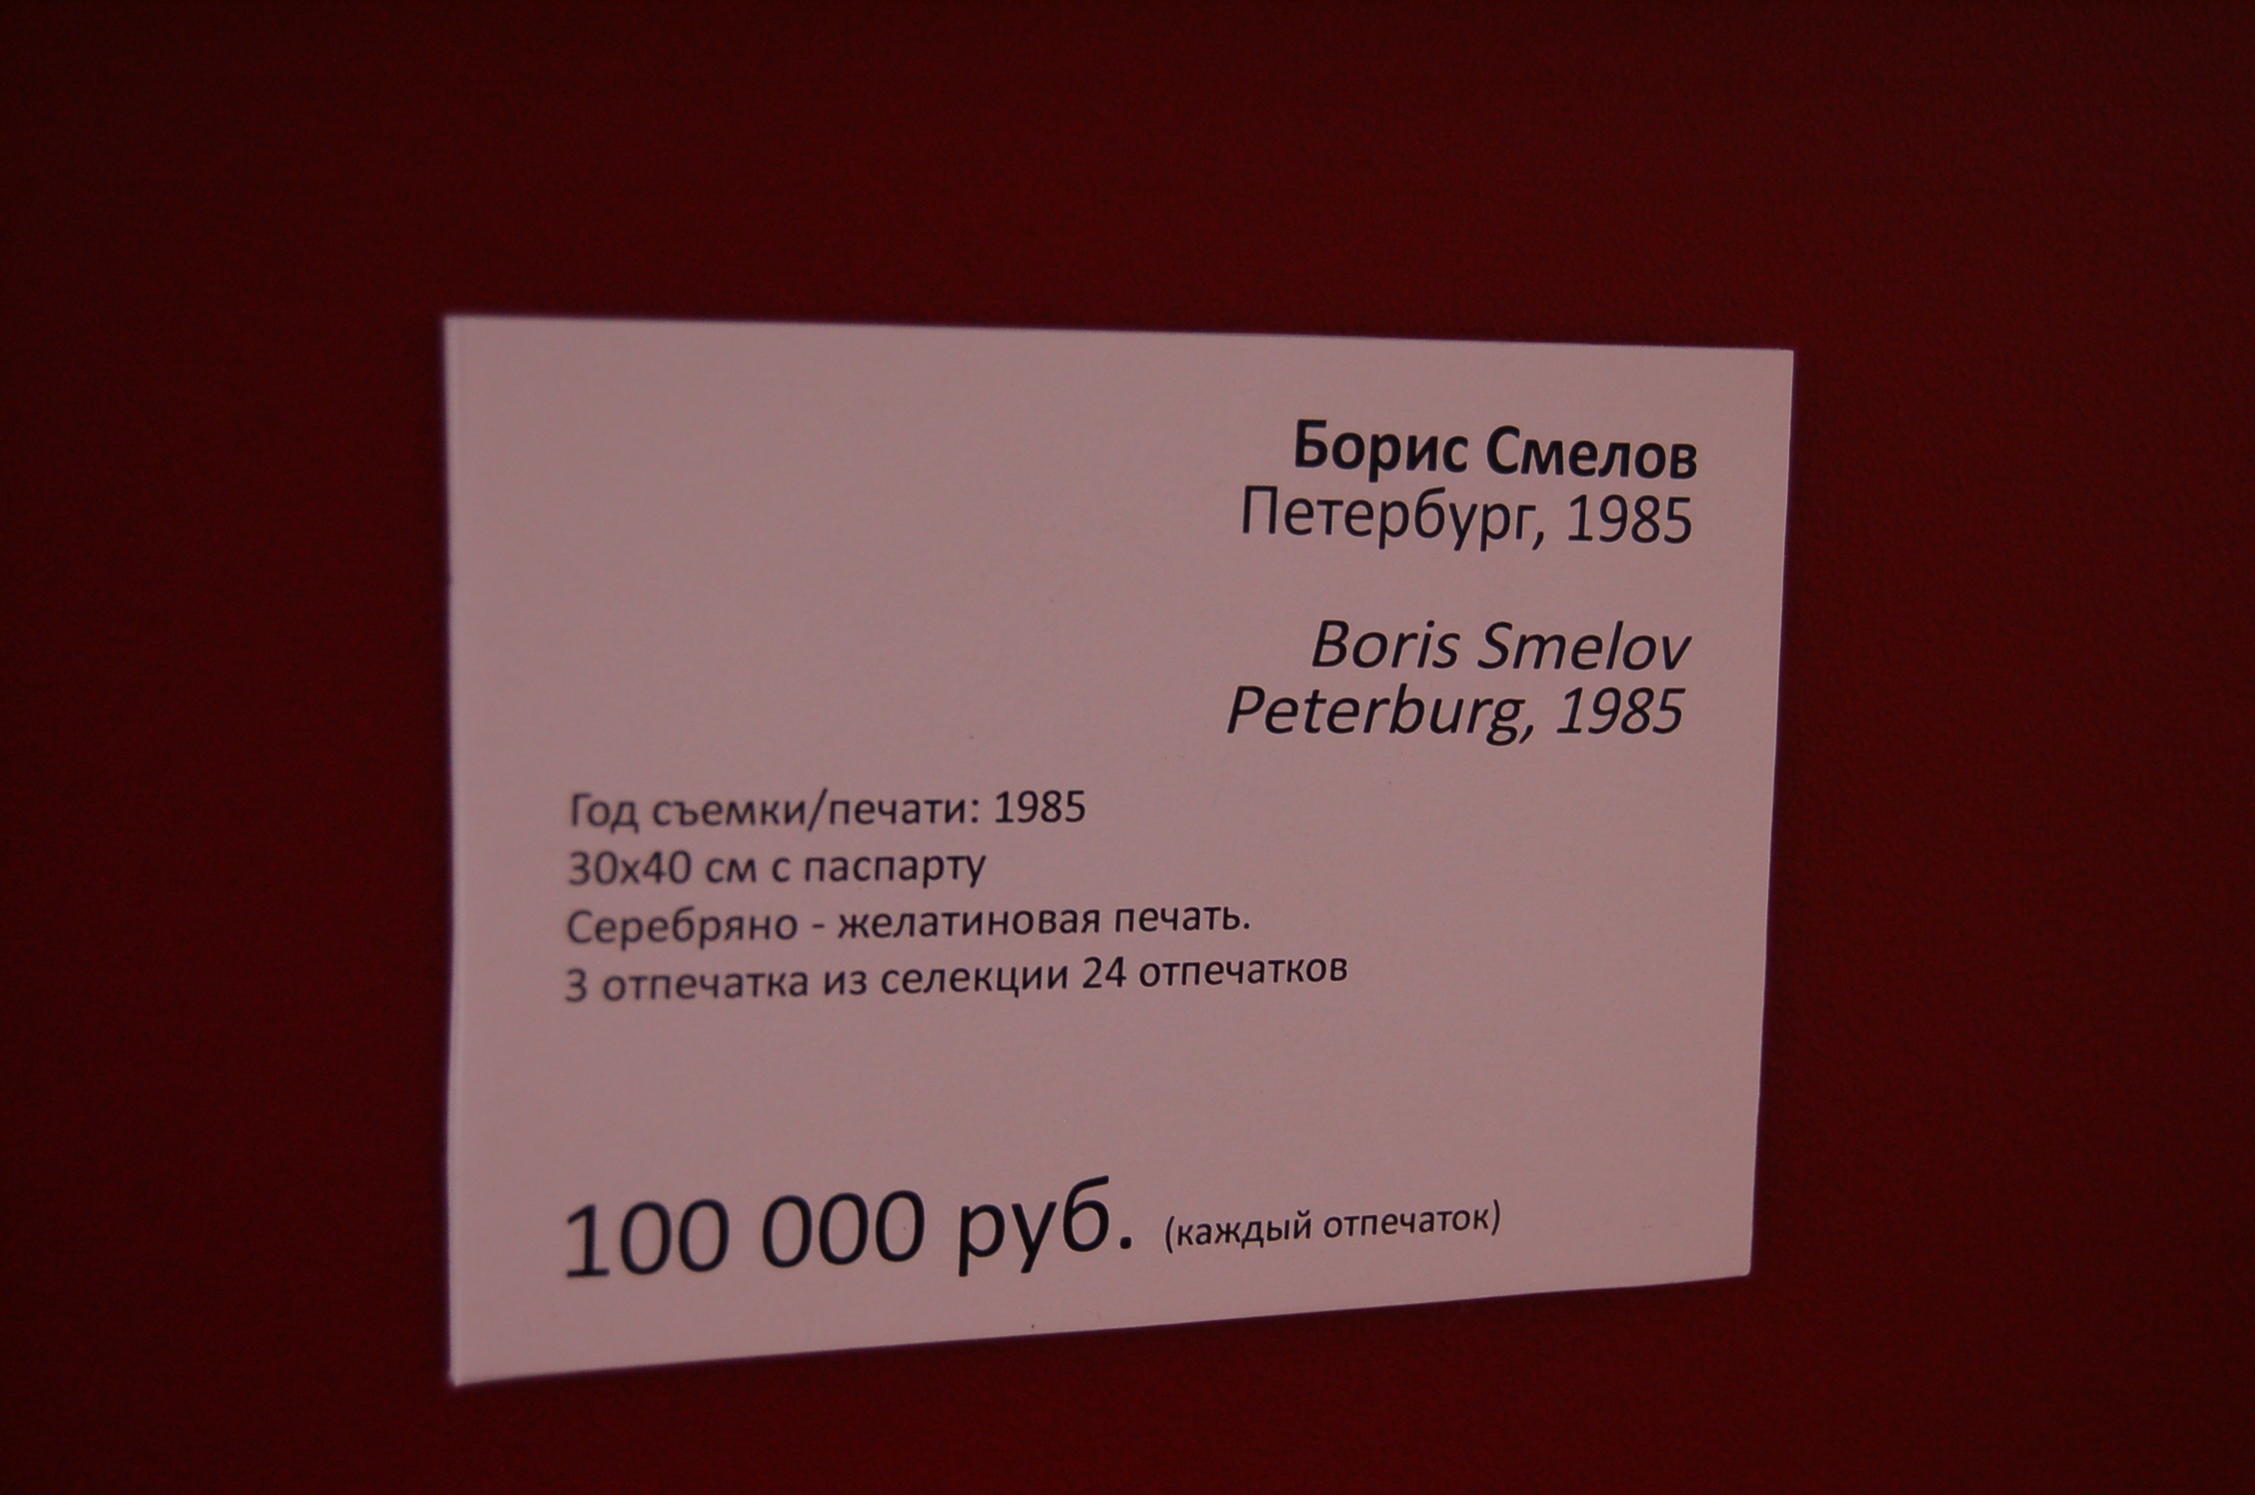 Борис Смелов
Петербург, 1985
Boris Smelov
Peterburg, 1985
Год съемки/печати: 1985
30x40 см с паспарту
Серебряно - желатиновая печать.
3 отпечатка из селекции 24 отпечатков
100 000 руб. (каждый отпечаток)